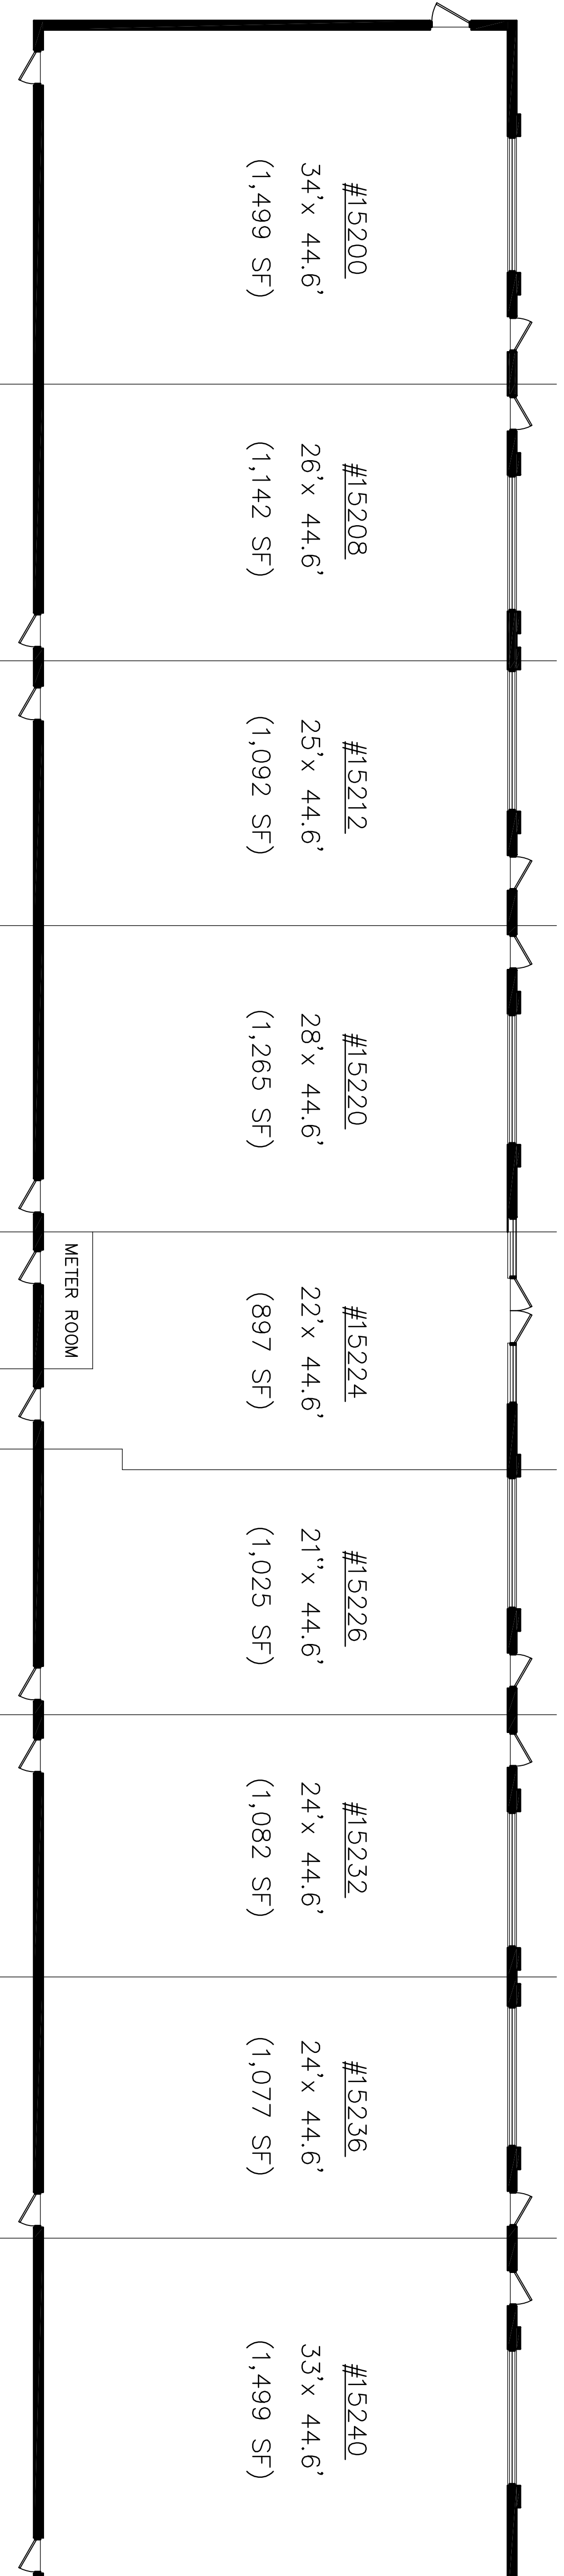 #15200
34'x 44.6'
(1,499 SF)
#15208
26'x 44.6'
(1,142 SF)
#15212
25'x 44.6'
(1,092 SF)
#15220
28'x 44.6'
(1,265 SF)
#15224
22'x 44.6'
(897 SF)
METER ROOM
#15226
21"x 44.6'
(1,025 SF)
#15232
24'x 44.6'
(1,082 SF)
#15236
24'x 44.6'
(1,077 SF)
#15240
33'x 44.6'
(1,499 SF)